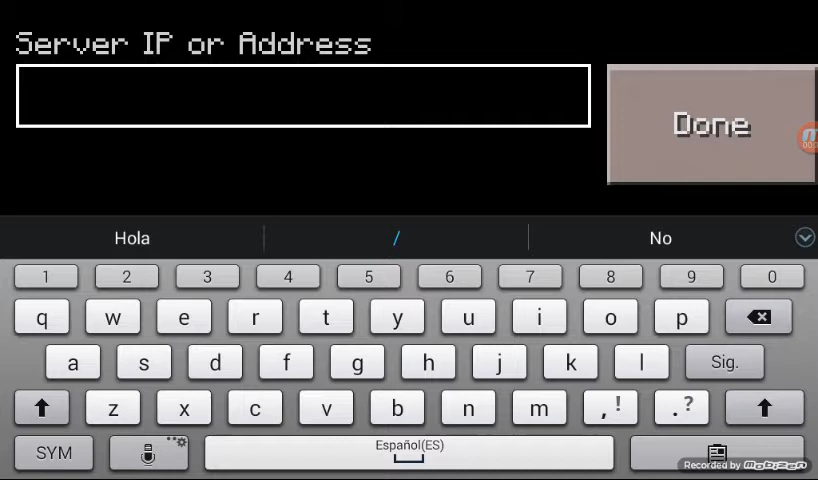 Server IP or Address
Done
Hola / No
1 2 3 4 5 6 7 8 9 0
q w e r t y u i o p
a s d f g h j k l Sig.
z x c v b n m , ! . ?
SYM Español(ES)
Recorded by mobizen